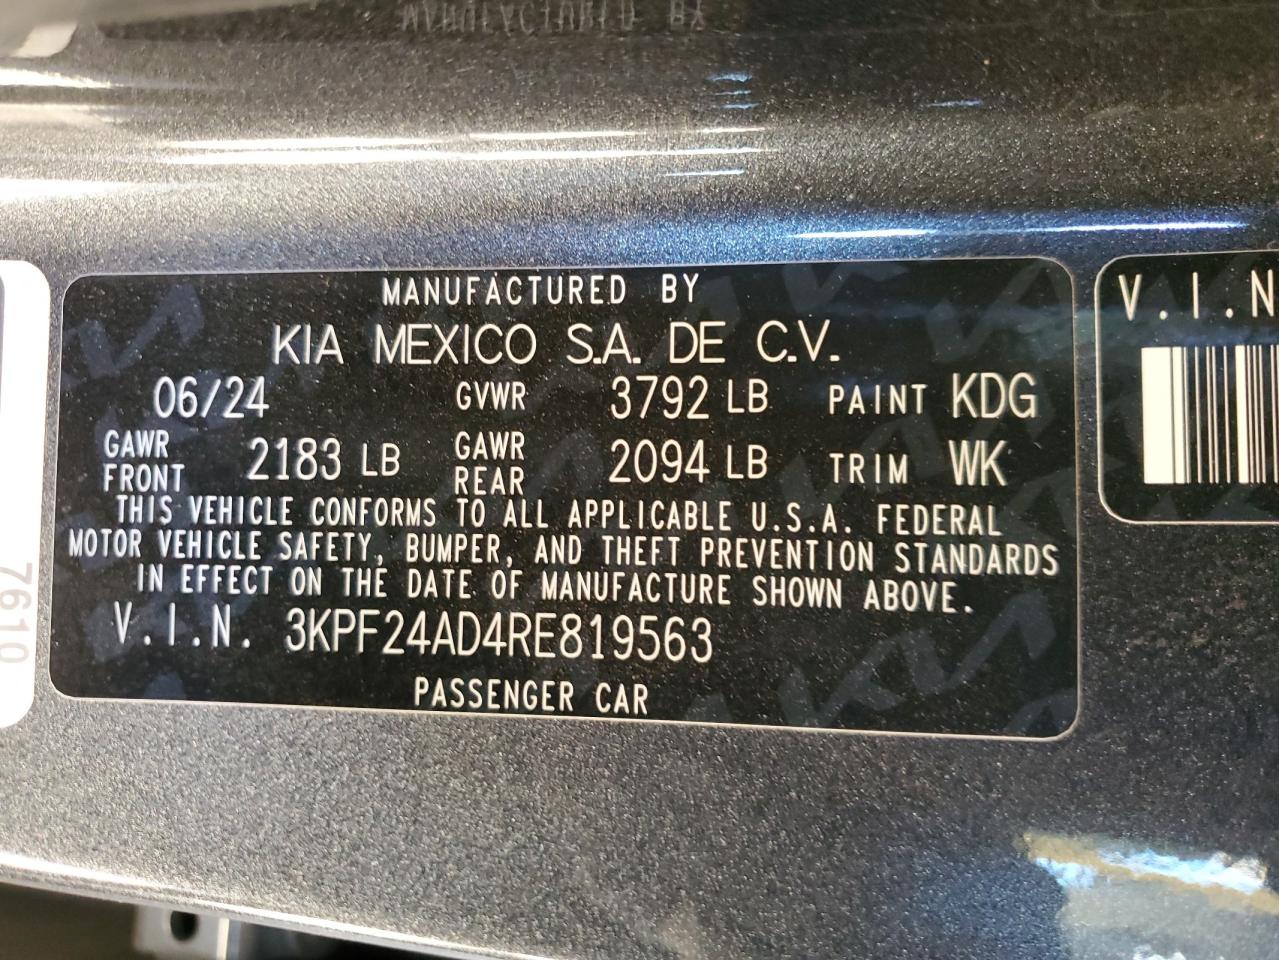 MANUFACTURED BY
KIA MEXICO S.A. DE C.V.
06/24 GVWR 3792 LB PAINT KDG
GAWR FRONT 2183 LB GAWR REAR 2094 LB TRIM WK
THIS VEHICLE CONFORMS TO ALL APPLICABLE U.S.A. FEDERAL
MOTOR VEHICLE SAFETY, BUMPER, AND THEFT PREVENTION STANDARDS
IN EFFECT ON THE DATE OF MANUFACTURE SHOWN ABOVE.
V.I.N. 3KPF24AD4RE819563
PASSENGER CAR
V.I.N
7610